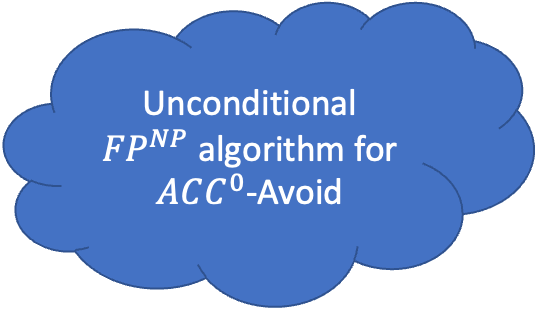 Unconditional
$FP^{NP}$ algorithm for
$ACC^0$-Avoid